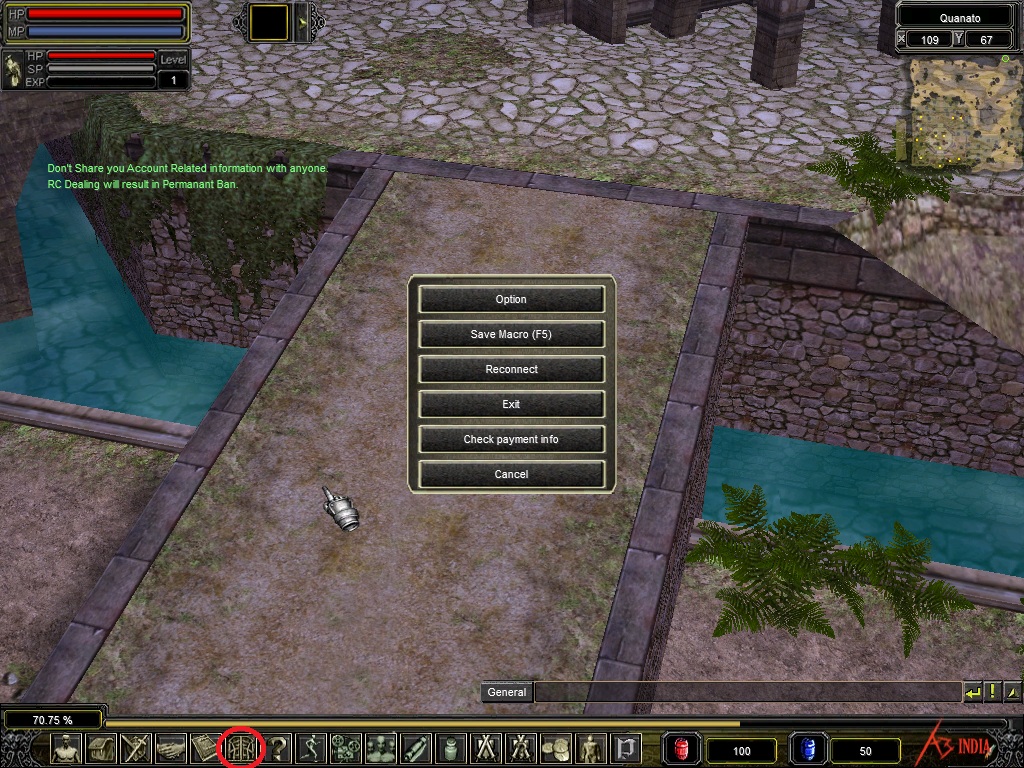 HP
MP
HP
SP
EXP
Level
1
Quanato
X 109 Y 67
Don't Share you Account Related information with anyone.
RC Dealing will result in Permanant Ban.
Option
Save Macro (F5)
Reconnect
Exit
Check payment info
Cancel
General
!
70.75 %
?
100
50
A3 INDIA